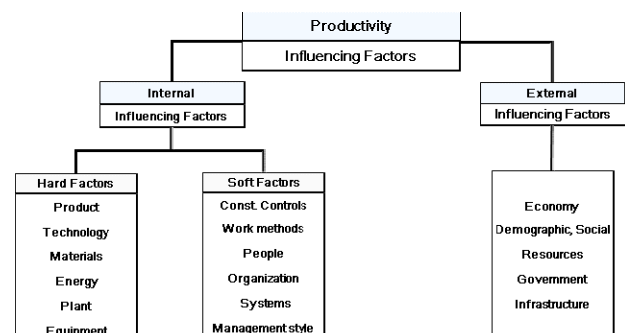 Productivity
Influencing Factors
Internal
Influencing Factors
External
Influencing Factors
Hard Factors
Product
Technology
Materials
Energy
Plant
Equipment
Soft Factors
Const. Controls
Work methods
People
Organization
Systems
Management style
Economy
Demographic, Social
Resources
Government
Infrastructure